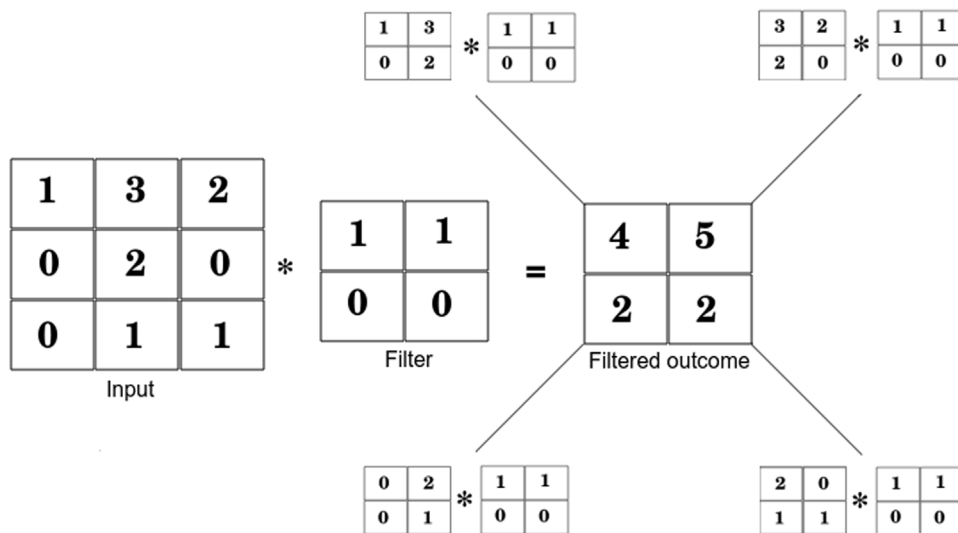 1 3 * 1 1
0 2 0 0
3 2 * 1 1
2 0 0 0
1 3 2
0 2 0
0 1 1
Input
*
1 1
0 0
Filter
=
4 5
2 2
Filtered outcome
0 2 * 1 1
0 1 0 0
2 0 * 1 1
1 1 0 0